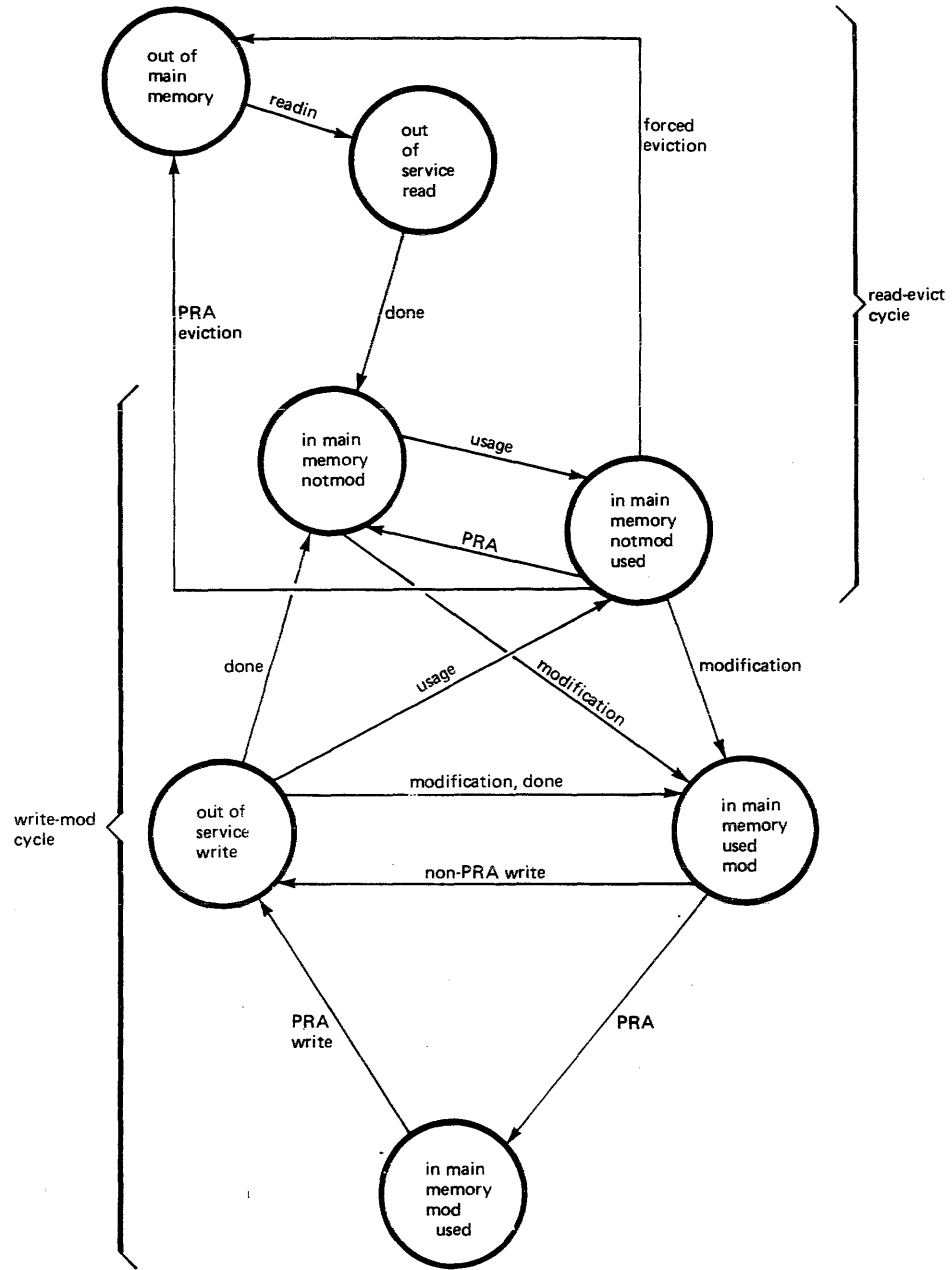 out of
main
memory
readin
out
of
service
read
forced
eviction
read-evict
cycle
PRA
eviction
done
in main
memory
notmod
usage
in main
memory
notmod
used
PRA
done
usage
modification
modification
write-mod
cycle
out of
service
write
modification, done
in main
memory
used
mod
non-PRA write
PRA
write
PRA
in main
memory
mod
used